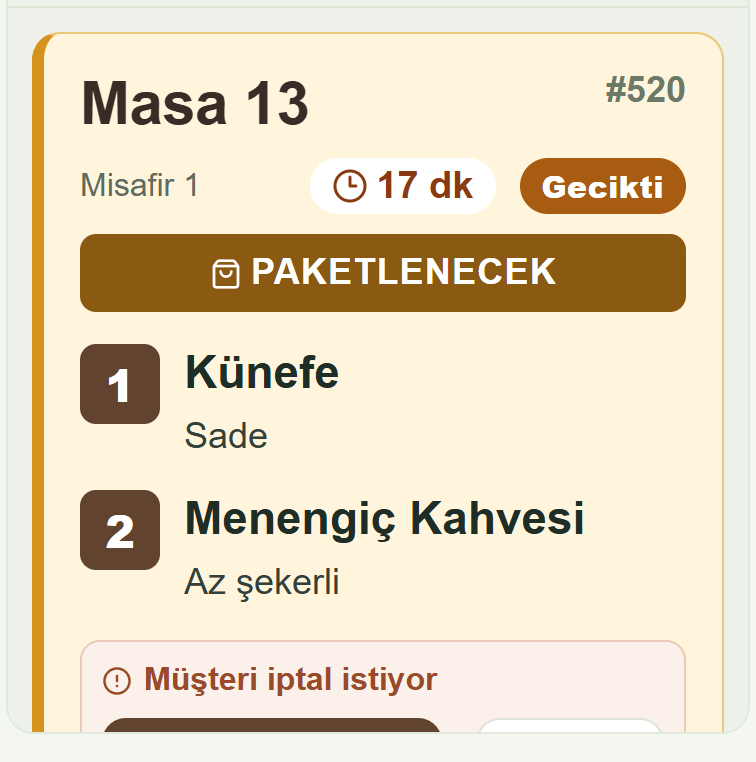 Masa 13
#520
Misafir 1
17 dk
Gecikti
PAKETLENECEK
1
Künefe
Sade
2
Menengiç Kahvesi
Az şekerli
Müşteri iptal istiyor